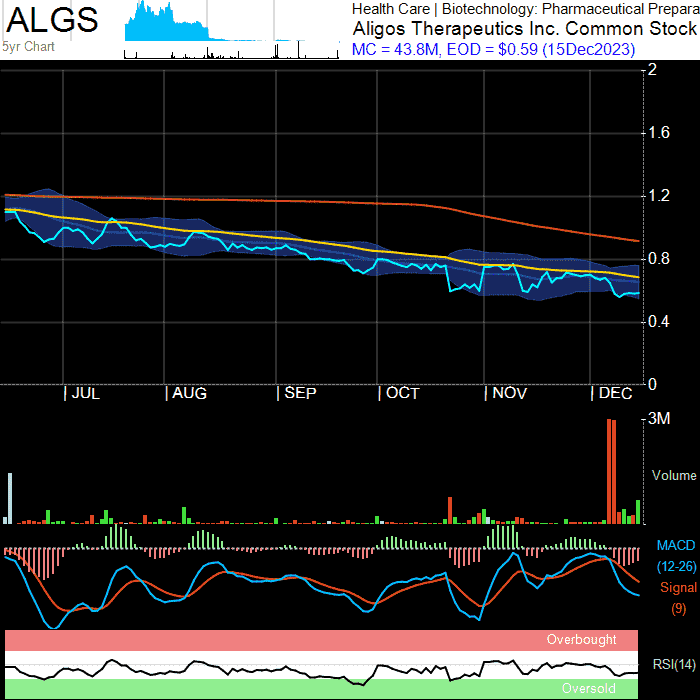 ALGS
5yr Chart
Health Care | Biotechnology: Pharmaceutical Prepara
Aligos Therapeutics Inc. Common Stock
MC = 43.8M, EOD = $0.59 (15Dec2023)
2
1.6
1.2
0.8
0.4
0
| JUL | AUG | SEP | OCT | NOV | DEC
3M
Volume
MACD
(12-26)
Signal
(9)
Overbought
RSI(14)
Oversold